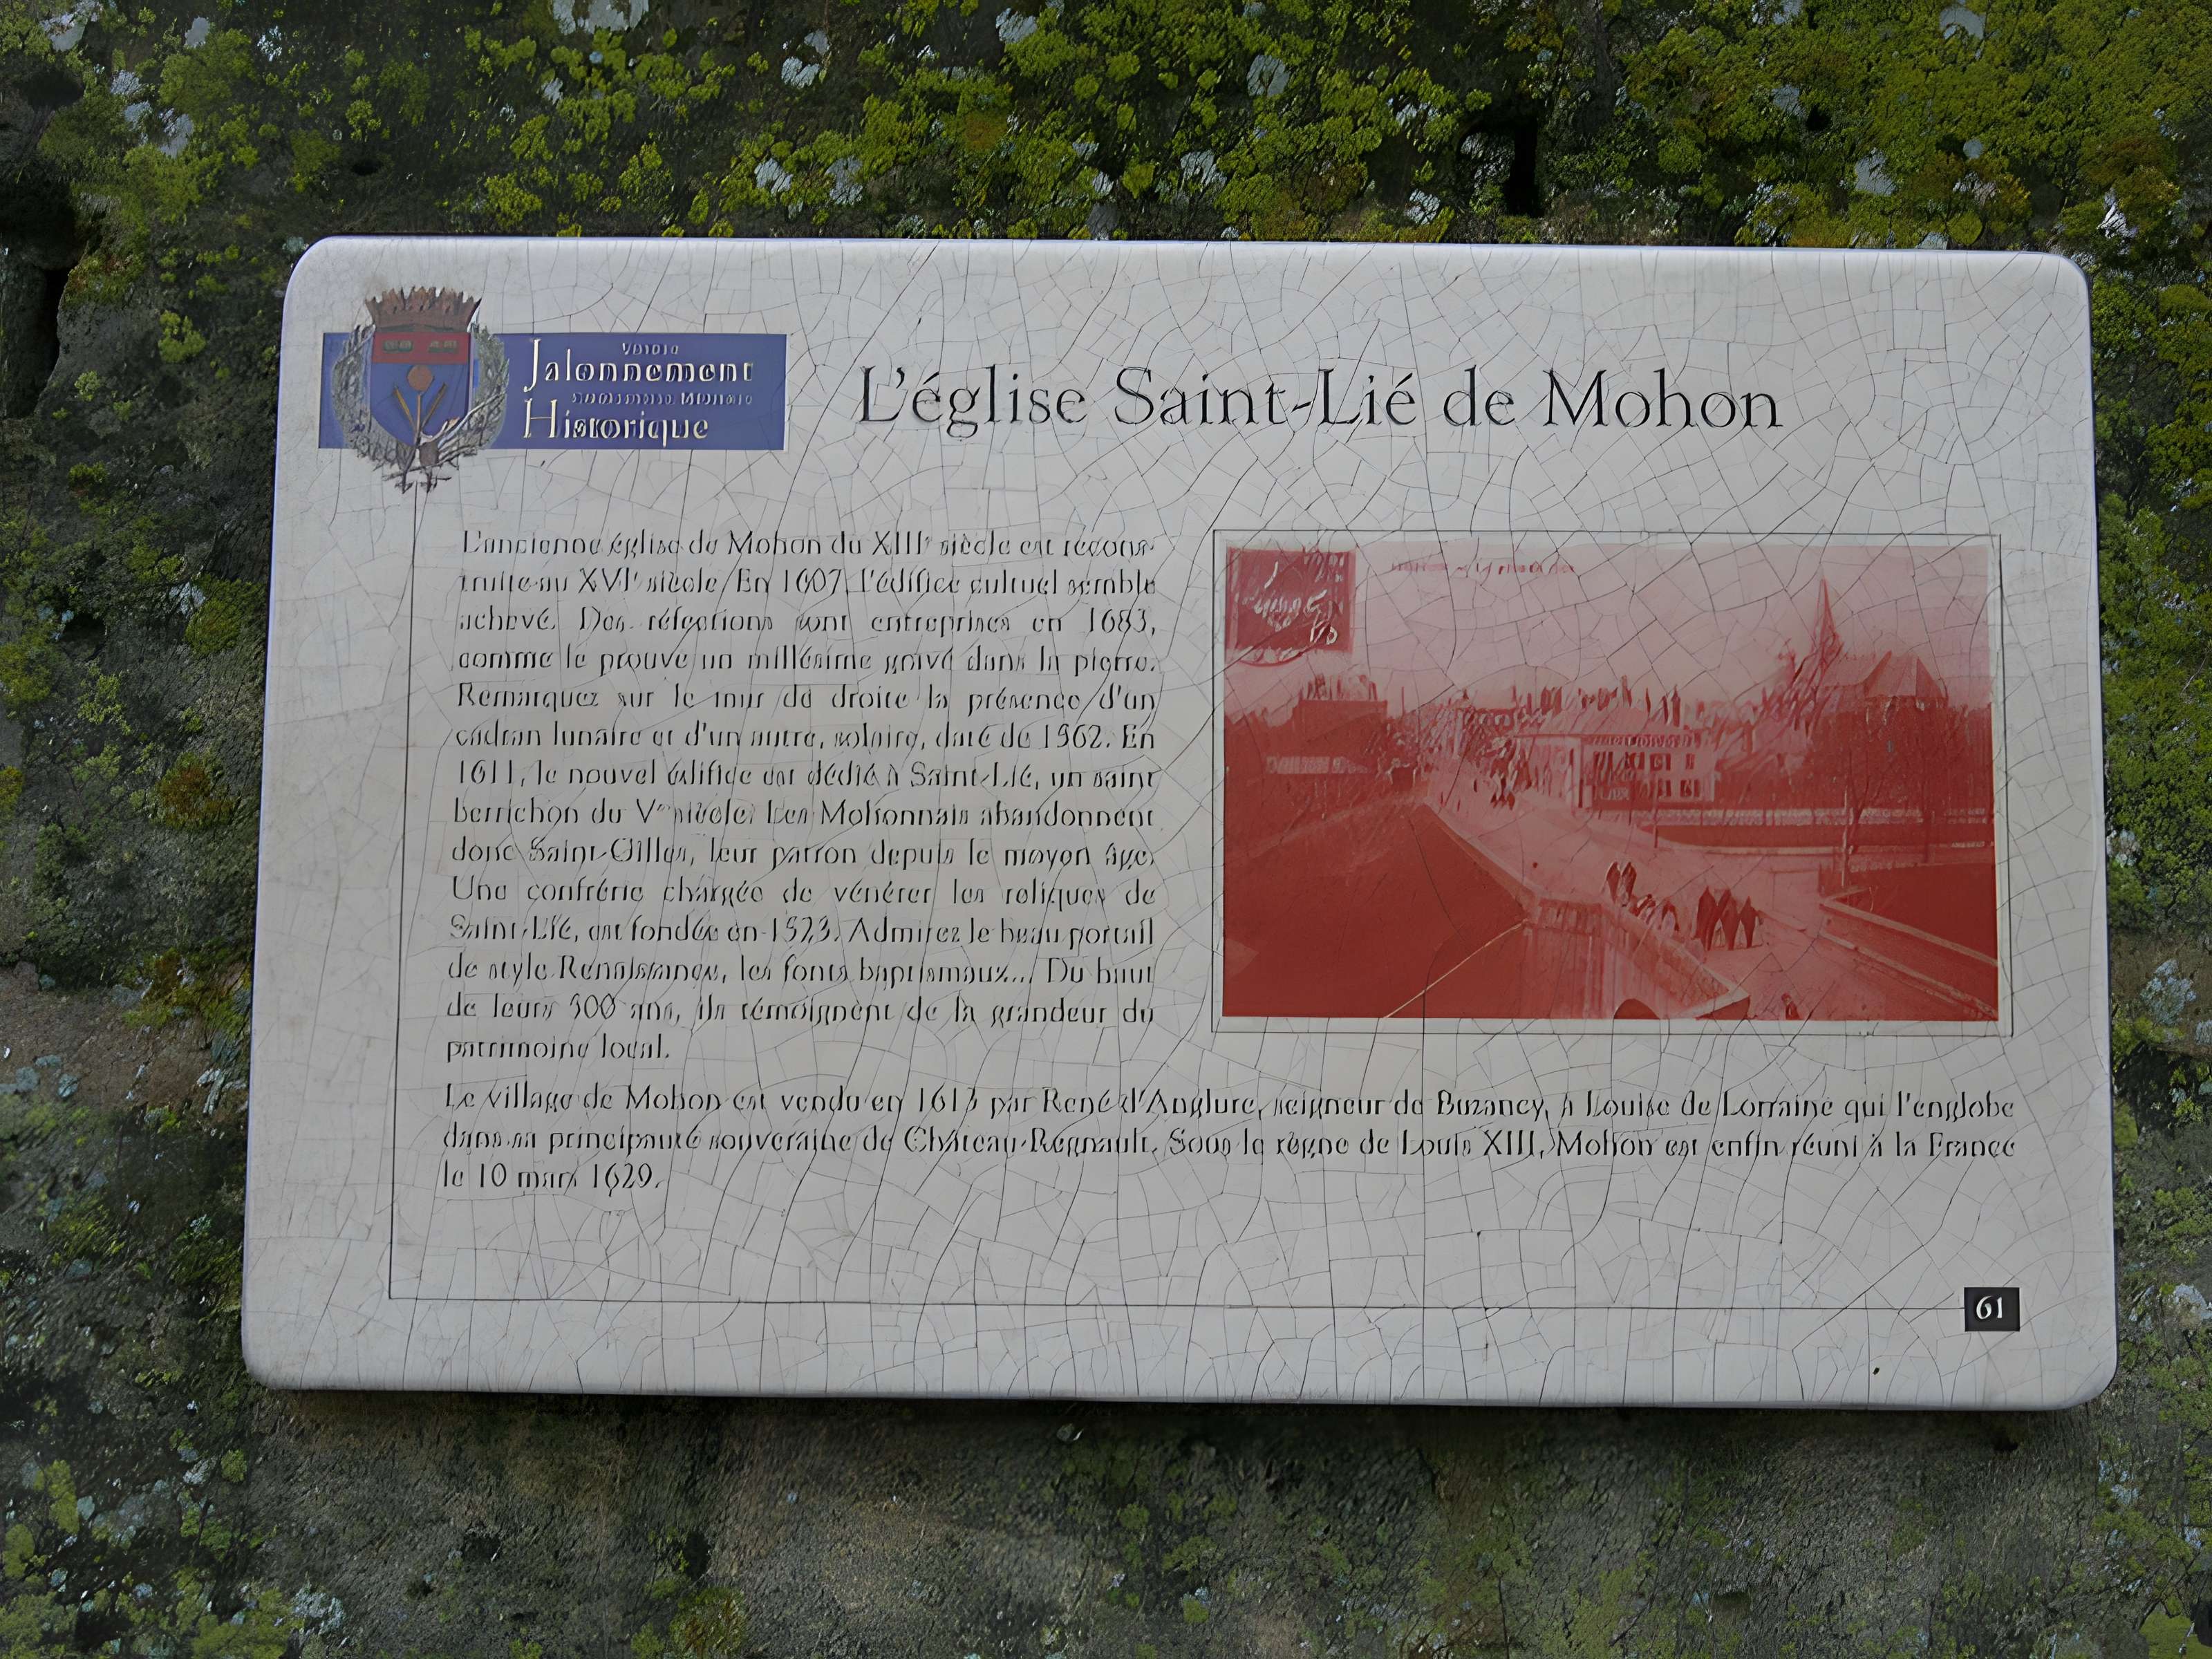 Jalonnement
Historique
L'église Saint-Lié de Mohon
L'ancienne église de Mohon du XIIIᵉ siècle est recons-
truite au XVIᵉ siècle. En 1607, l'édifice cultuel semble
achevé. Des réfections sont entreprises en 1683,
comme le prouve un millésime gravé dans la pierre.
Remarquez sur le mur de droite la présence d'un
cadran lunaire et d'un autre, solaire, daté de 1562. En
1611, le nouvel édifice est dédié à Saint-Lié, un saint
berrichon du Vᵉ siècle. Les Mohonnais abandonnent
donc Saint-Gilles, leur patron depuis le moyen âge.
Une confrérie chargée de vénérer les reliques de
Saint-Lié, est fondée en 1523. Admirez le beau portail
de style Renaissance, les fonts baptismaux... Du haut
de leurs 500 ans, ils témoignent de la grandeur du
patrimoine local.
Le village de Mohon est vendu en 1613 par René d'Anglure, seigneur de Buzancy, à Louise de Lorraine qui l'englobe
dans sa principauté souveraine de Château-Regnault. Sous le règne de Louis XIII, Mohon est enfin réuni à la France
le 10 mars 1629.
61